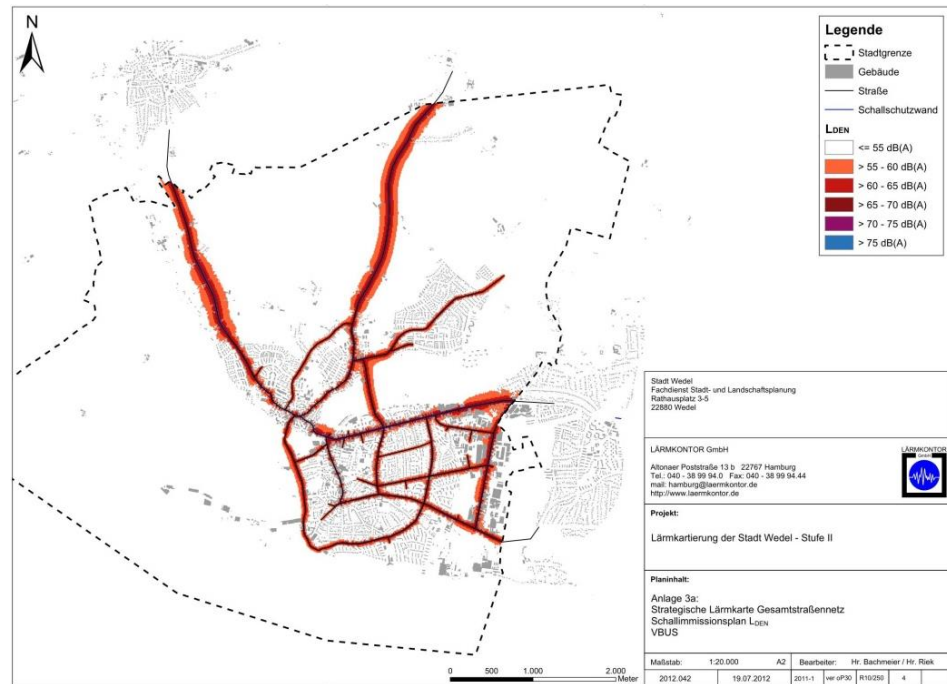 N
Legende
Stadtgrenze
Gebäude
Straße
Schallschutzwand
LDEN
<= 55 dB(A)
> 55 - 60 dB(A)
> 60 - 65 dB(A)
> 65 - 70 dB(A)
> 70 - 75 dB(A)
> 75 dB(A)
Stadt Wedel
Fachdienst Stadt- und Landschaftsplanung
Rathausplatz 3-5
22880 Wedel
LÄRMKONTOR GmbH
Altonaer Poststraße 13 b 22767 Hamburg
Tel.: 040 - 38 99 94.0 Fax: 040 - 38 99 94.44
mail: hamburg@laermkontor.de
http://www.laermkontor.de
LÄRMKONTOR
GmbH
Projekt:
Lärmkartierung der Stadt Wedel - Stufe II
Planinhalt:
Anlage 3a:
Strategische Lärmkarte Gesamtstraßennetz
Schallimmissionsplan LDEN
VBUS
Maßstab: 1:20.000 A2 Bearbeiter: Hr. Bachmeier / Hr. Riek
2012.042 19.07.2012 2011-1 ver oP30 R10/250 4
0 500 1.000 2.000
Meter